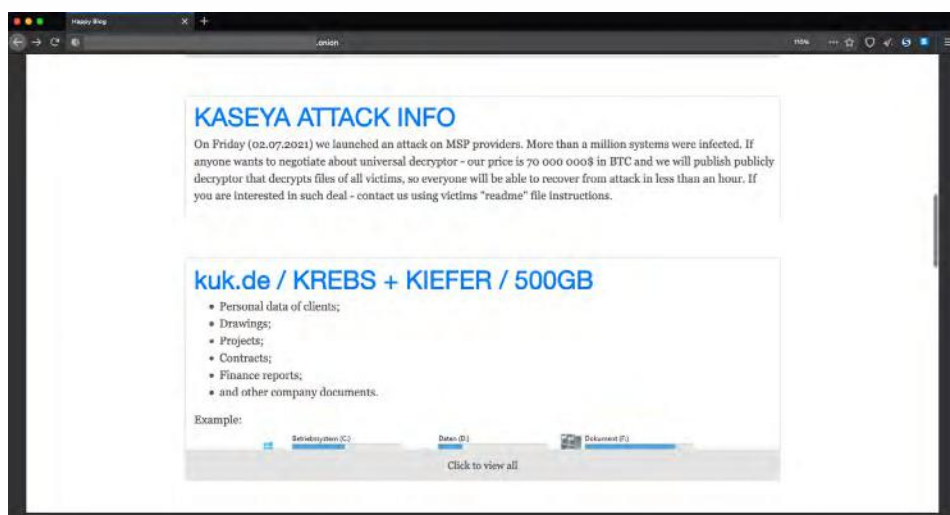 Happy Blog
.onion
110%
KASEYA ATTACK INFO
On Friday (02.07.2021) we launched an attack on MSP providers. More than a million systems were infected. If
anyone wants to negotiate about universal decryptor - our price is 70 000 000$ in BTC and we will publish publicly
decryptor that decrypts files of all victims, so everyone will be able to recover from attack in less than an hour. If
you are interested in such deal - contact us using victims "readme" file instructions.
kuk.de / KREBS + KIEFER / 500GB
• Personal data of clients;
• Drawings;
• Projects;
• Contracts;
• Finance reports;
• and other company documents.
Example:
Betriebsystem (C:) Daten (D:) Dokument (F:)
Click to view all